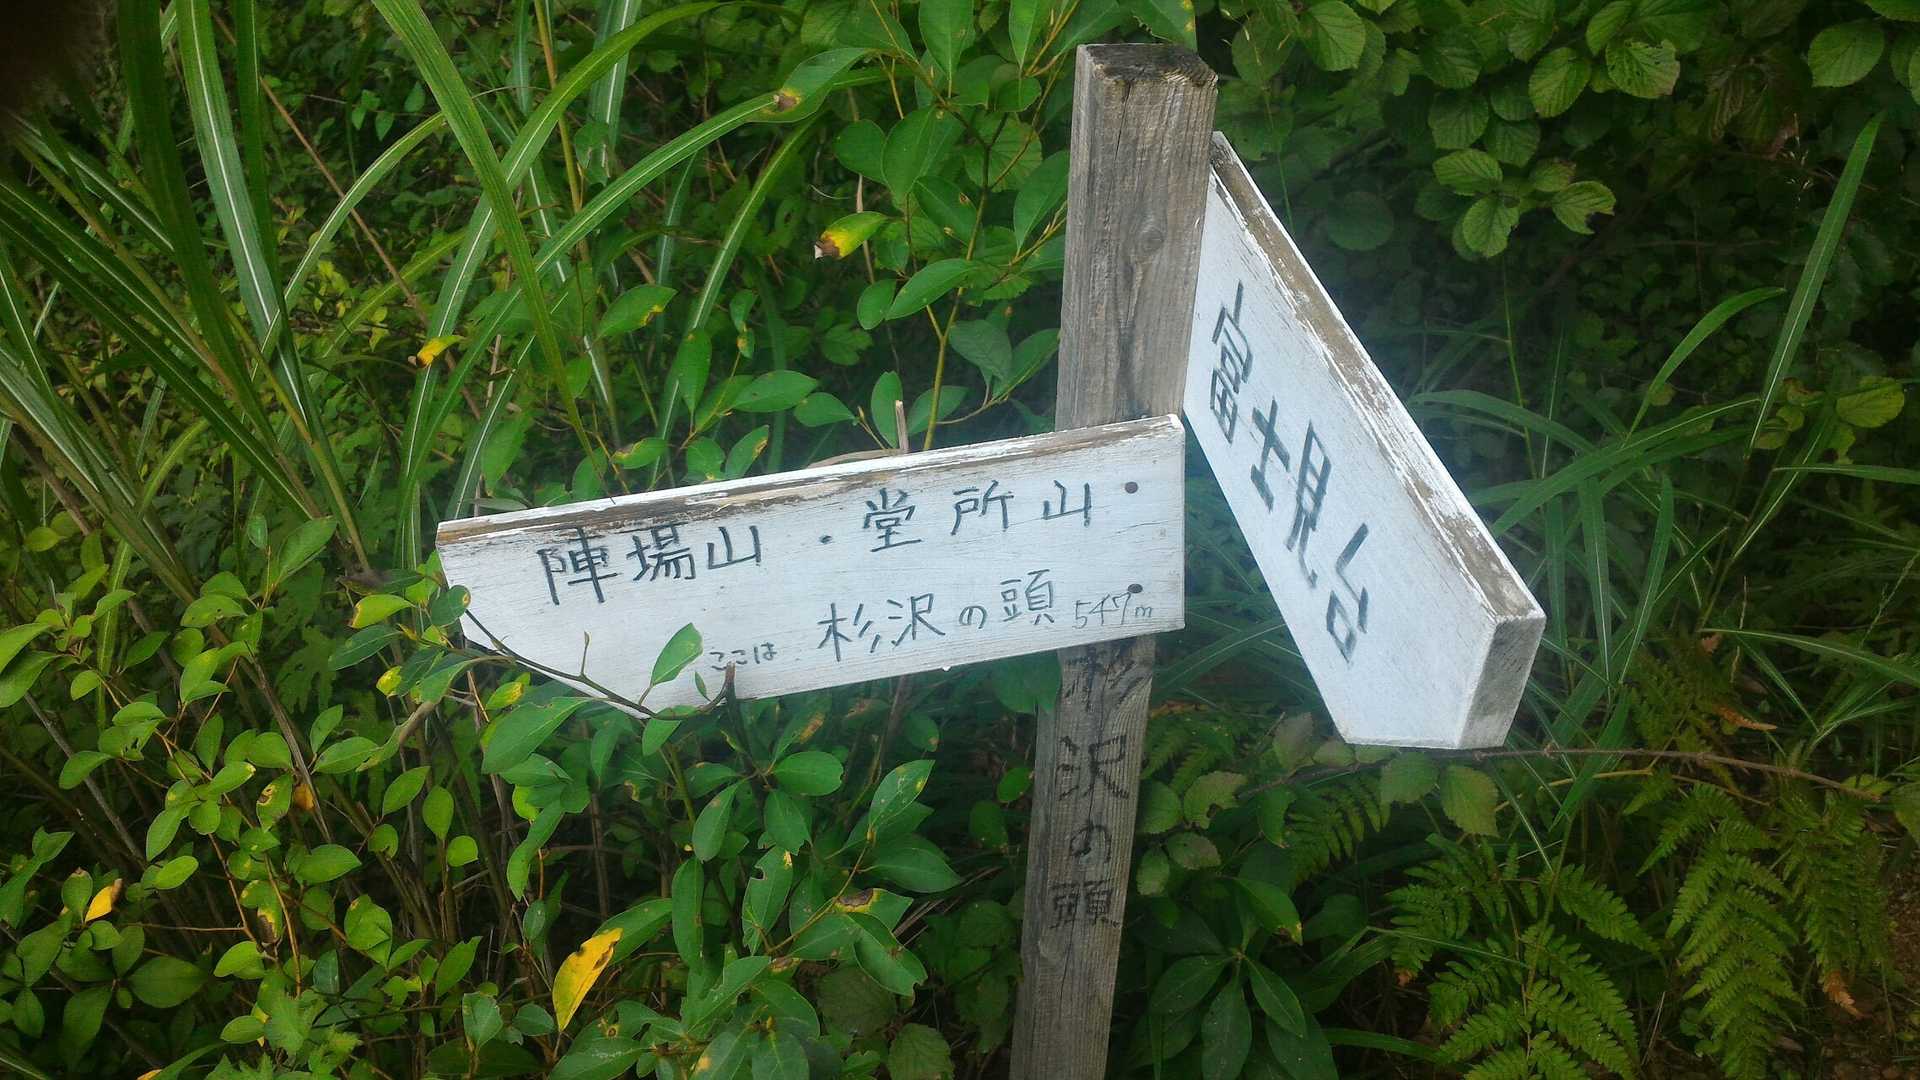 陣場山・堂所山
ここは 杉沢の頭 547m
富士見台
杉沢の頭